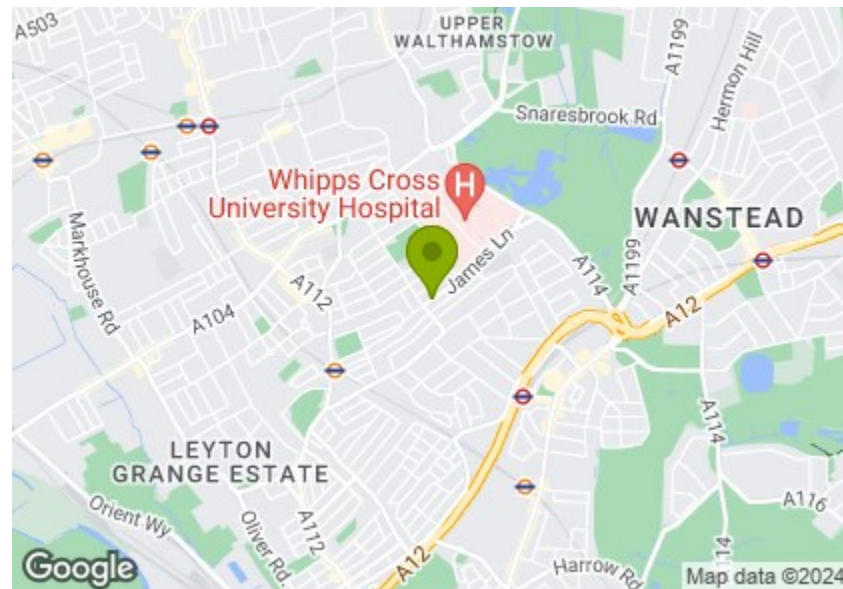 A503
UPPER
WALTHAMSTOW
A1199
Hermon Hill
Snaresbrook Rd
Whipps Cross
University Hospital
H
WANSTEAD
Markhouse Rd
A112
James Ln
A114
A1199
A104
A12
LEYTON
GRANGE ESTATE
A114
Orient Wy
Oliver Rd.
A112
A12
A116
Harrow Rd
114
Google
Map data ©2024